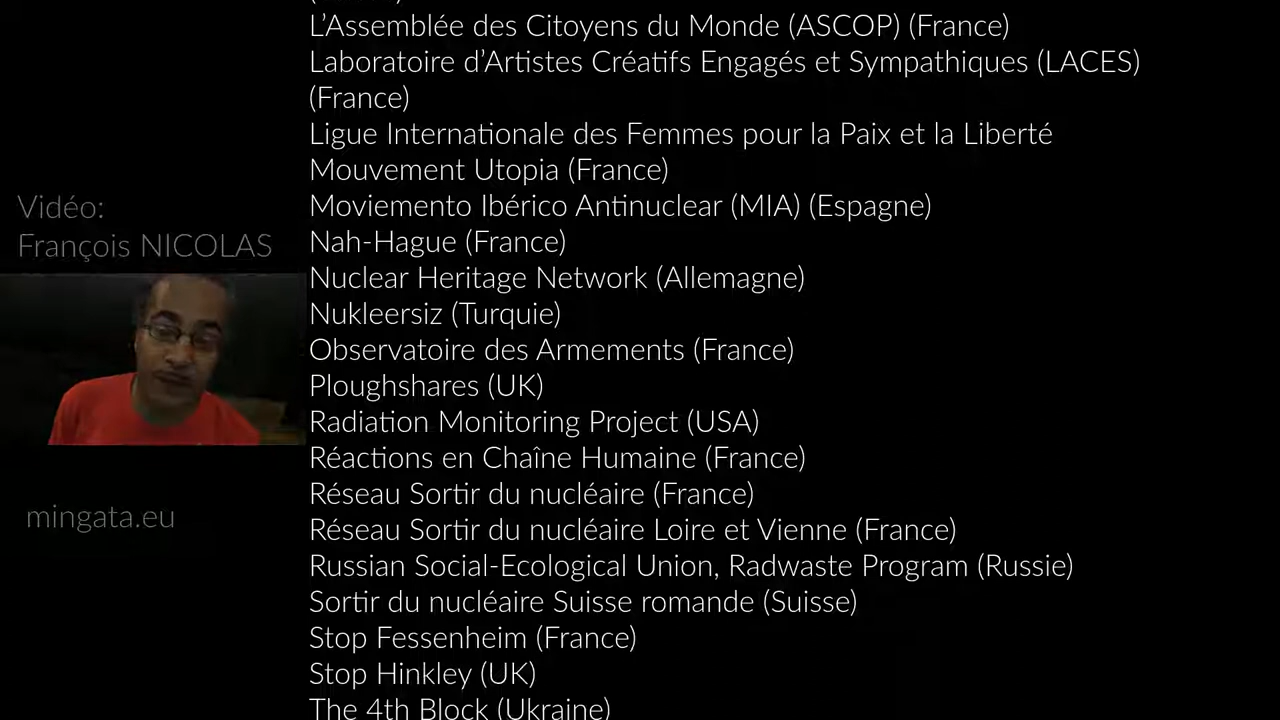 L’Assemblée des Citoyens du Monde (ASCOP) (France)
Laboratoire d’Artistes Créatifs Engagés et Sympathiques (LACES)
(France)
Ligue Internationale des Femmes pour la Paix et la Liberté
Mouvement Utopia (France)
Moviemento Ibérico Antinuclear (MIA) (Espagne)
Nah-Hague (France)
Nuclear Heritage Network (Allemagne)
Nukleersiz (Turquie)
Observatoire des Armements (France)
Ploughshares (UK)
Radiation Monitoring Project (USA)
Réactions en Chaîne Humaine (France)
Réseau Sortir du nucléaire (France)
Réseau Sortir du nucléaire Loire et Vienne (France)
Russian Social-Ecological Union, Radwaste Program (Russie)
Sortir du nucléaire Suisse romande (Suisse)
Stop Fessenheim (France)
Stop Hinkley (UK)
The 4th Block (Ukraine)
Vidéo:
François NICOLAS
mingata.eu